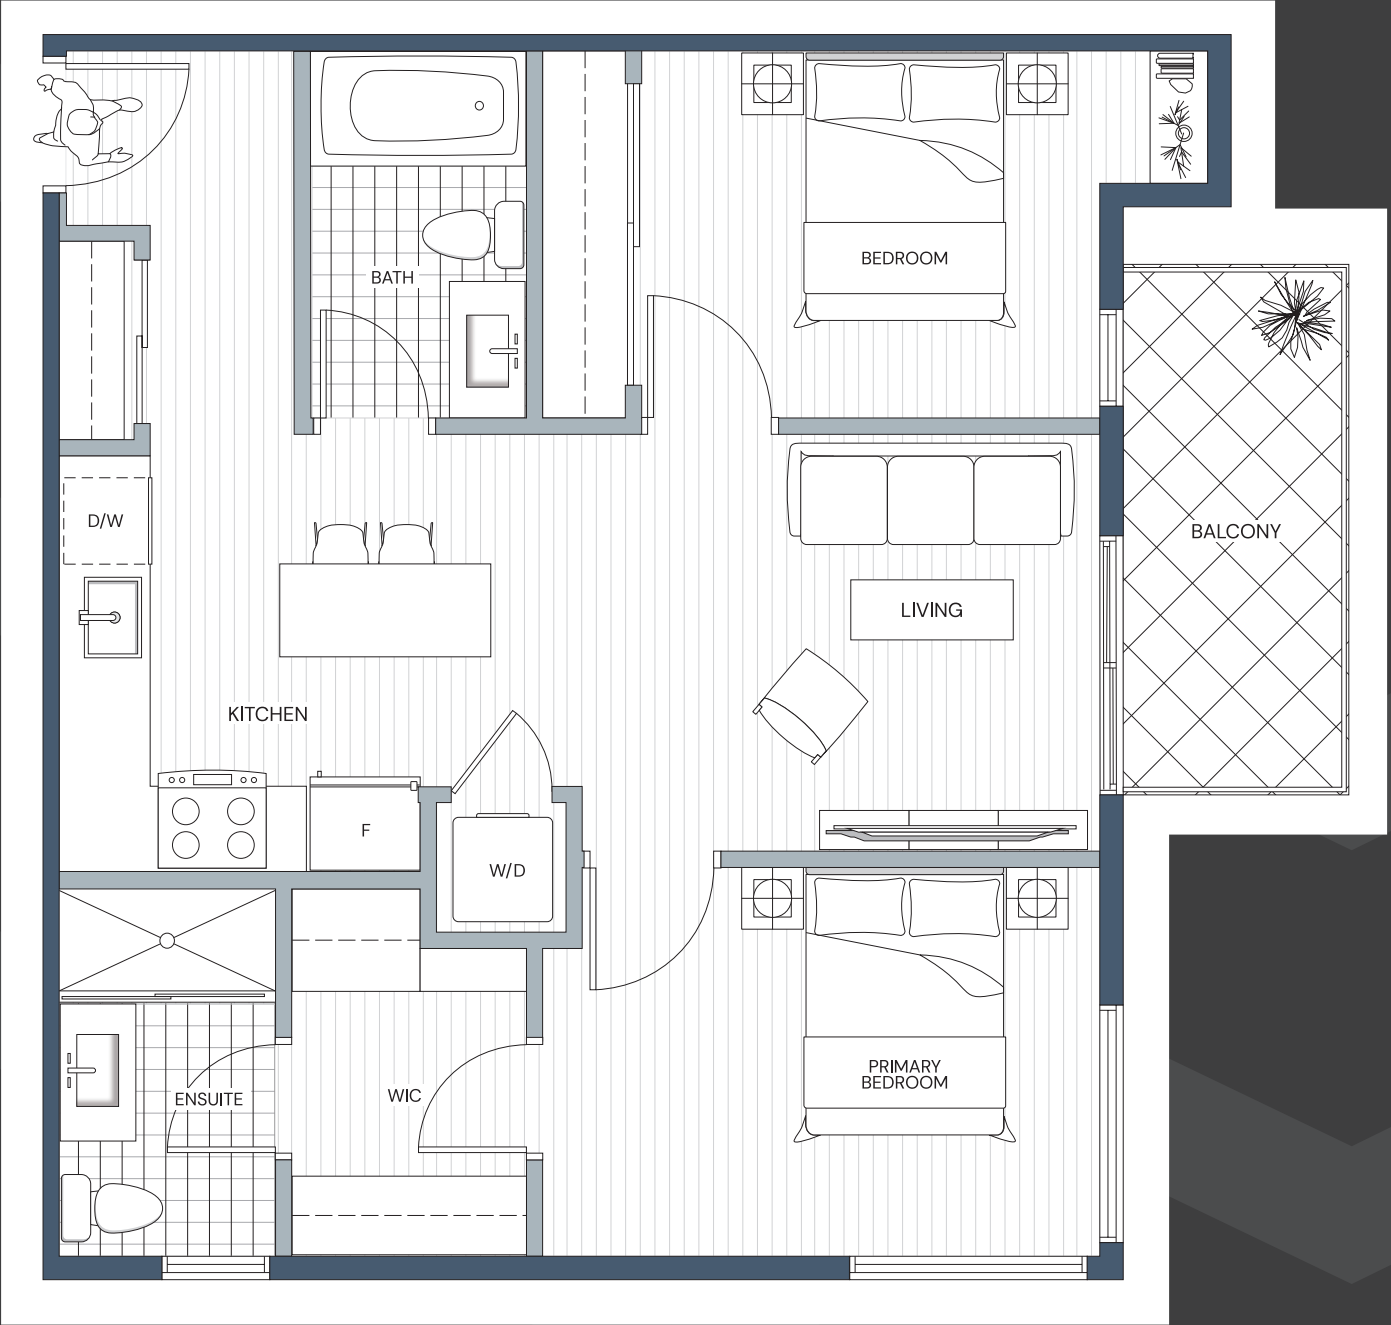 BEDROOM
BATH
D/W
BALCONY
LIVING
KITCHEN
F
W/D
PRIMARY
BEDROOM
WIC
ENSUITE